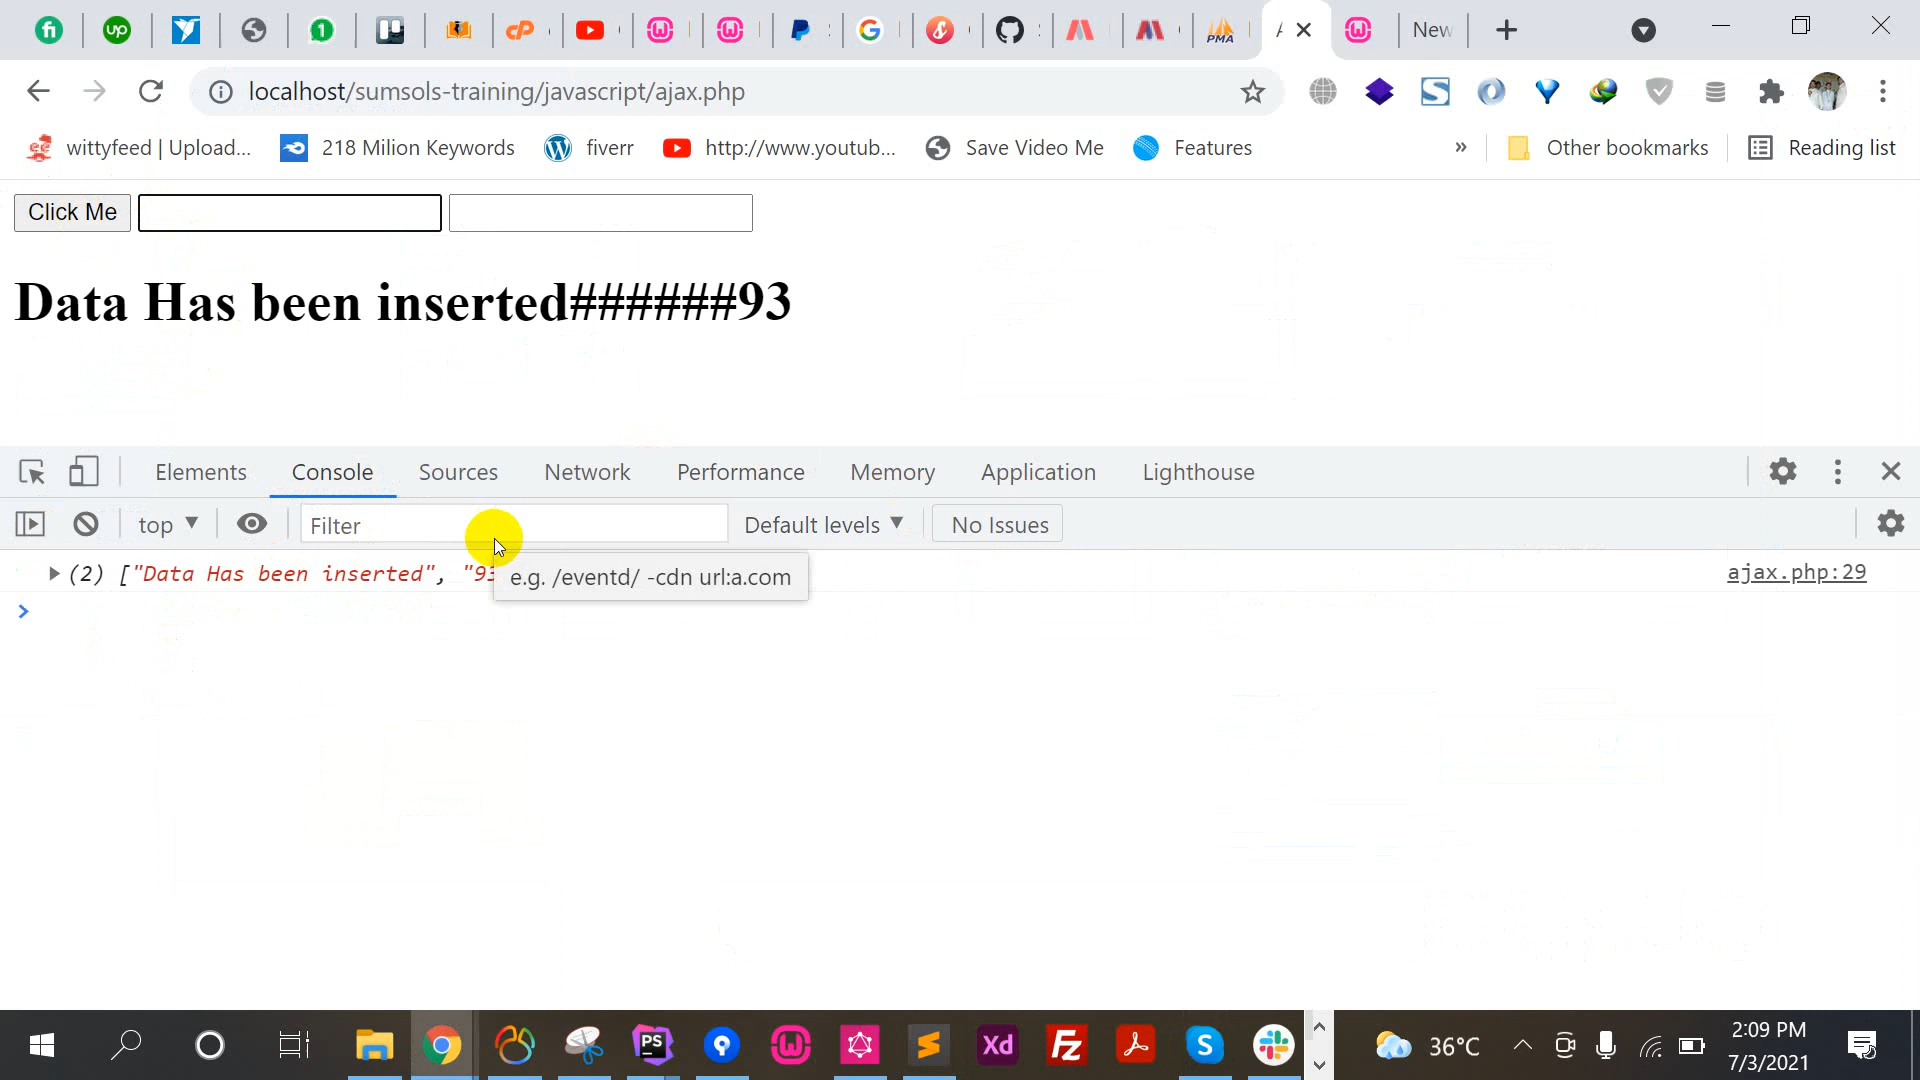 New
localhost/sumsols-training/javascript/ajax.php
wittyfeed | Upload... 218 Milion Keywords fiverr http://www.youtub... Save Video Me Features » Other bookmarks Reading list
Click Me
Data Has been inserted######93
Elements Console Sources Network Performance Memory Application Lighthouse
top Filter Default levels No Issues
(2) ["Data Has been inserted", "93 ajax.php:29
e.g. /eventd/ -cdn url:a.com
36°C 2:09 PM
7/3/2021